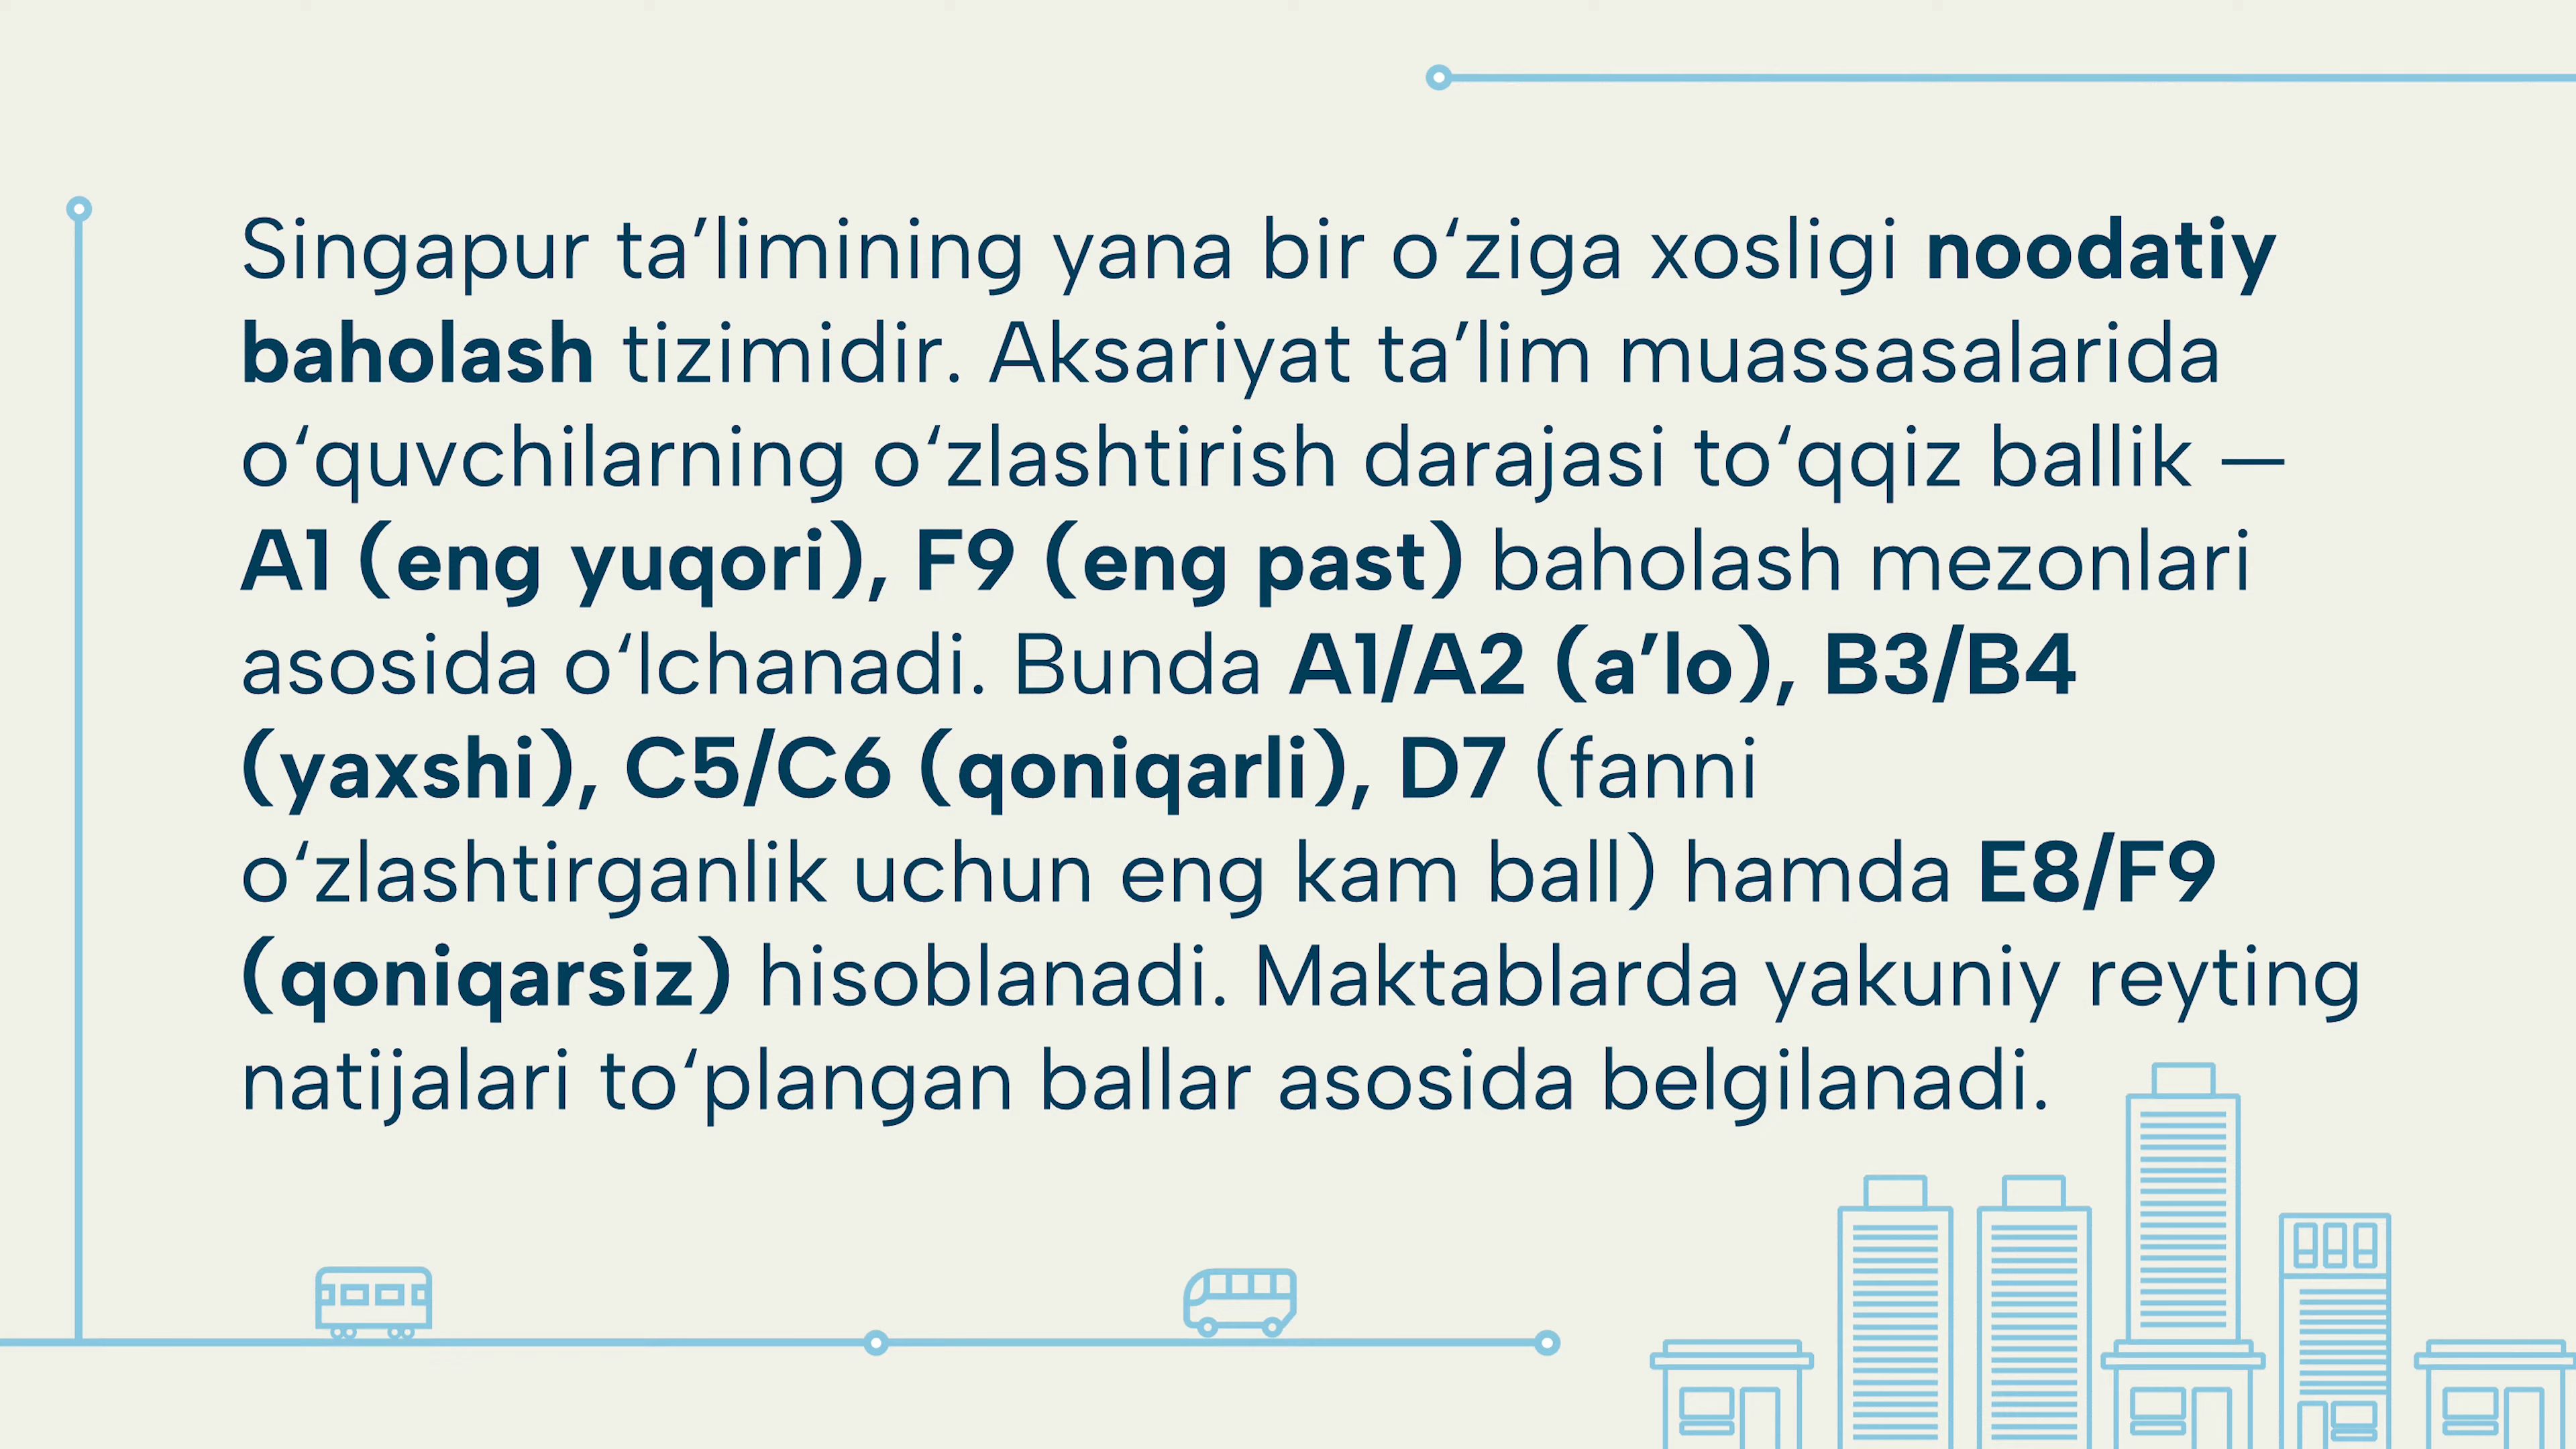 Singapur ta’limining yana bir o‘ziga xosligi noodatiy
baholash tizimidir. Aksariyat ta’lim muassasalarida
o‘quvchilarning o‘zlashtirish darajasi to‘qqiz ballik —
A1 (eng yuqori), F9 (eng past) baholash mezonlari
asosida o‘lchanadi. Bunda A1/A2 (a’lo), B3/B4
(yaxshi), C5/C6 (qoniqarli), D7 (fanni
o‘zlashtirganlik uchun eng kam ball) hamda E8/F9
(qoniqarsiz) hisoblanadi. Maktablarda yakuniy reyting
natijalari to‘plangan ballar asosida belgilanadi.